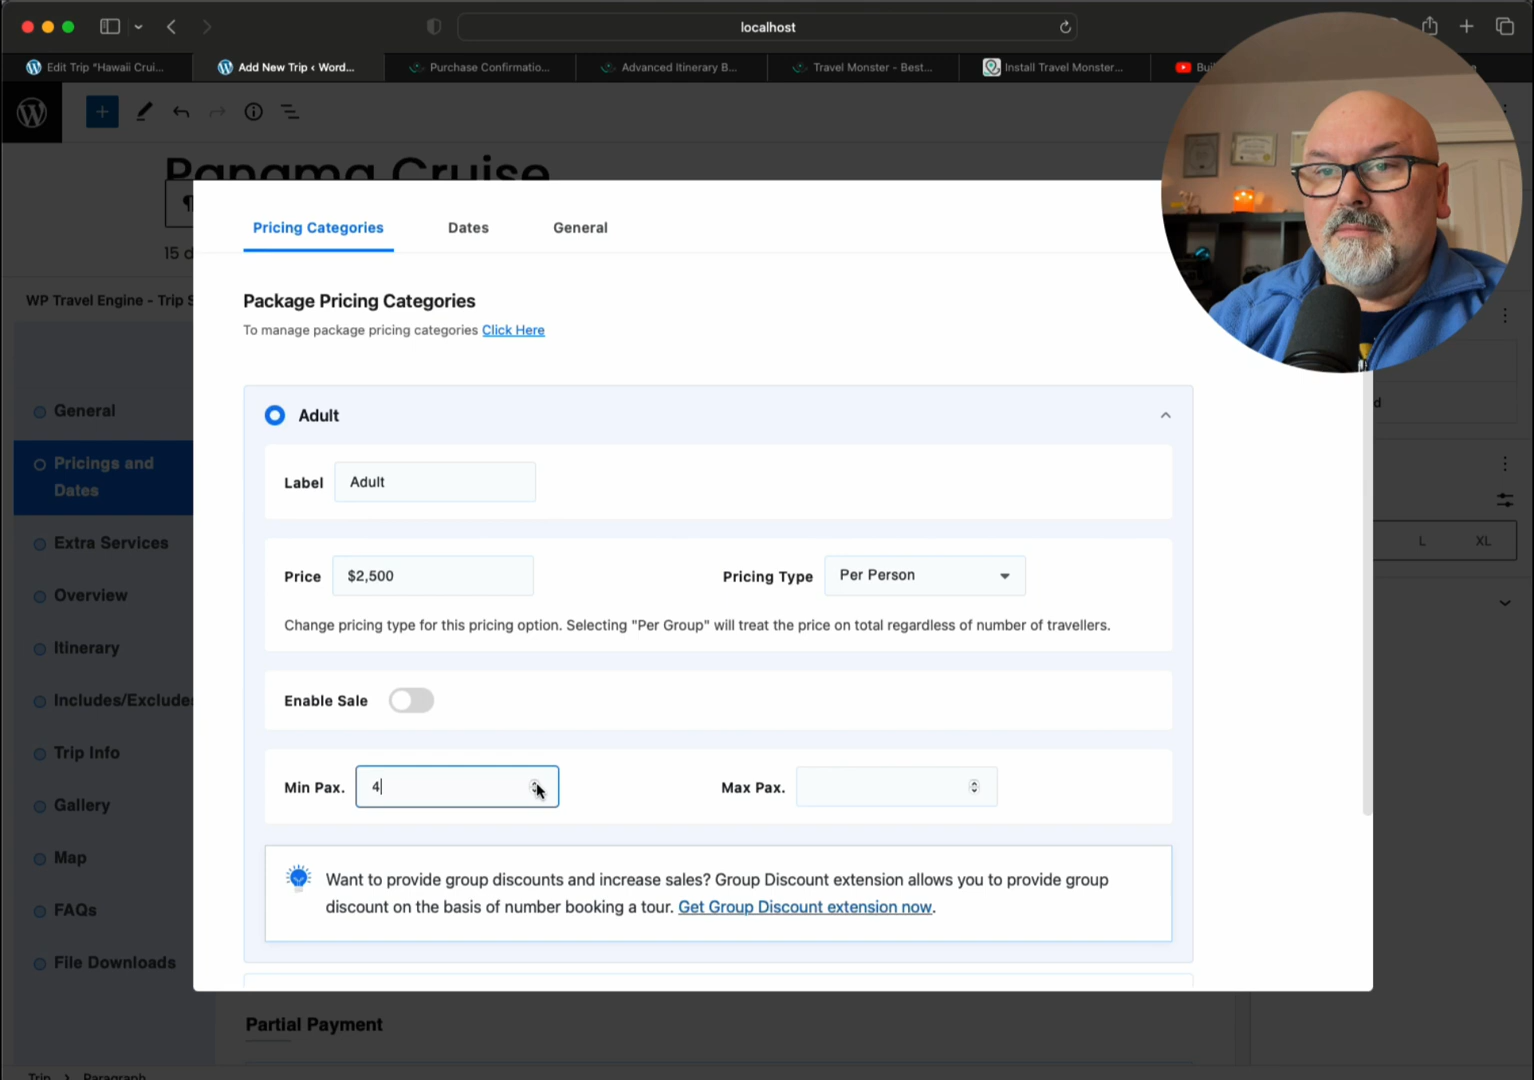 localhost
Edit Trip "Hawaii Crui...
Add New Trip ‹ Word...
Purchase Confirmatio...
Advanced Itinerary B...
Travel Monster - Best...
Install Travel Monster...
Panama Cruise
15 d
WP Travel Engine - Trip S
Pricing Categories
Dates
General
Package Pricing Categories
To manage package pricing categories Click Here
General
Pricings and
Dates
Extra Services
Overview
Itinerary
Includes/Excludes
Trip Info
Gallery
Map
FAQs
File Downloads
Adult
Label Adult
Price $2,500
Pricing Type Per Person
Change pricing type for this pricing option. Selecting "Per Group" will treat the price on total regardless of number of travellers.
Enable Sale
Min Pax. 4
Max Pax.
Want to provide group discounts and increase sales? Group Discount extension allows you to provide group
discount on the basis of number booking a tour. Get Group Discount extension now.
L XL
Partial Payment
Trip › Paragraph